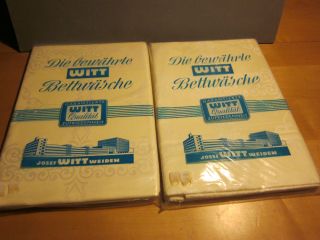 Die bewährte
WITT
Bettwäsche
WITT
Qualität
JOSEF WITT WEIDEN
Die bewährte
WITT
Bettwäsche
WITT
Qualität
JOSEF WITT WEIDEN